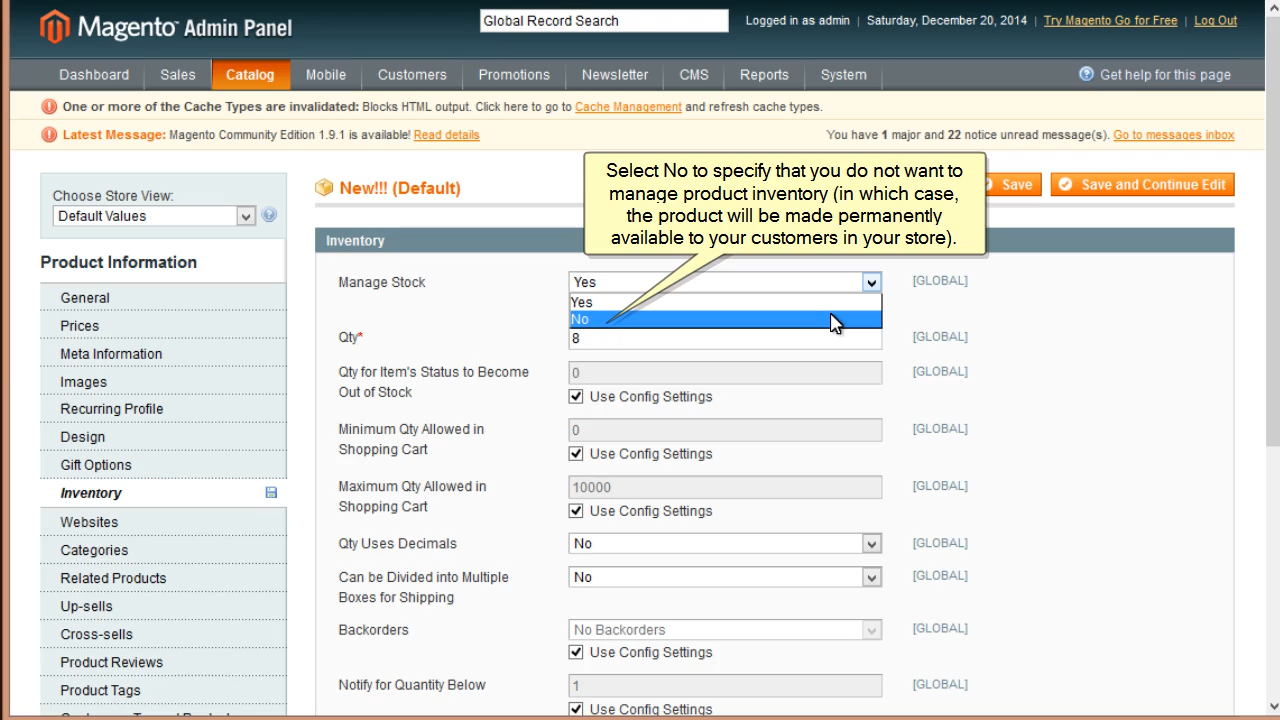 Magento™ Admin Panel
Global Record Search
Logged in as admin | Saturday, December 20, 2014 | Try Magento Go for Free | Log Out
Dashboard Sales Catalog Mobile Customers Promotions Newsletter CMS Reports System Get help for this page
One or more of the Cache Types are invalidated: Blocks HTML output. Click here to go to Cache Management and refresh cache types.
Latest Message: Magento Community Edition 1.9.1 is available! Read details
You have 1 major and 22 notice unread message(s). Go to messages inbox
Choose Store View:
Default Values
Product Information
General
Prices
Meta Information
Images
Recurring Profile
Design
Gift Options
Inventory
Websites
Categories
Related Products
Up-sells
Cross-sells
Product Reviews
Product Tags
New!!! (Default)
Save
Save and Continue Edit
Select No to specify that you do not want to
manage product inventory (in which case,
the product will be made permanently
available to your customers in your store).
Inventory
Manage Stock Yes [GLOBAL]
Yes
No
Qty* 8 [GLOBAL]
Qty for Item's Status to Become
Out of Stock
0 [GLOBAL]
Use Config Settings
Minimum Qty Allowed in
Shopping Cart
0 [GLOBAL]
Use Config Settings
Maximum Qty Allowed in
Shopping Cart
10000 [GLOBAL]
Use Config Settings
Qty Uses Decimals No [GLOBAL]
Can be Divided into Multiple
Boxes for Shipping
No [GLOBAL]
Backorders No Backorders [GLOBAL]
Use Config Settings
Notify for Quantity Below 1 [GLOBAL]
Use Config Settings